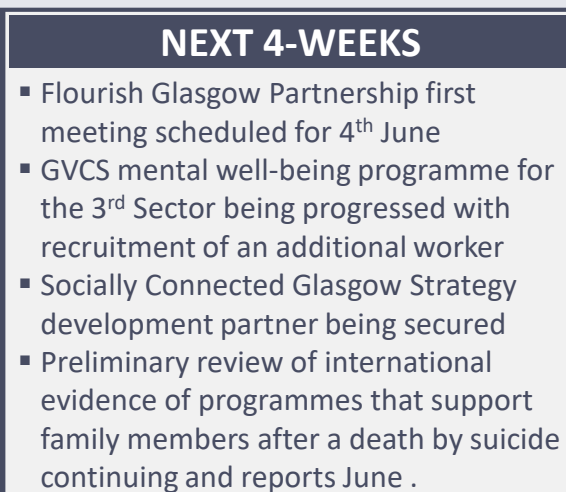 NEXT 4-WEEKS
▪ Flourish Glasgow Partnership first
meeting scheduled for 4th June
▪ GVCS mental well-being programme for
the 3rd Sector being progressed with
recruitment of an additional worker
▪ Socially Connected Glasgow Strategy
development partner being secured
▪ Preliminary review of international
evidence of programmes that support
family members after a death by suicide
continuing and reports June .